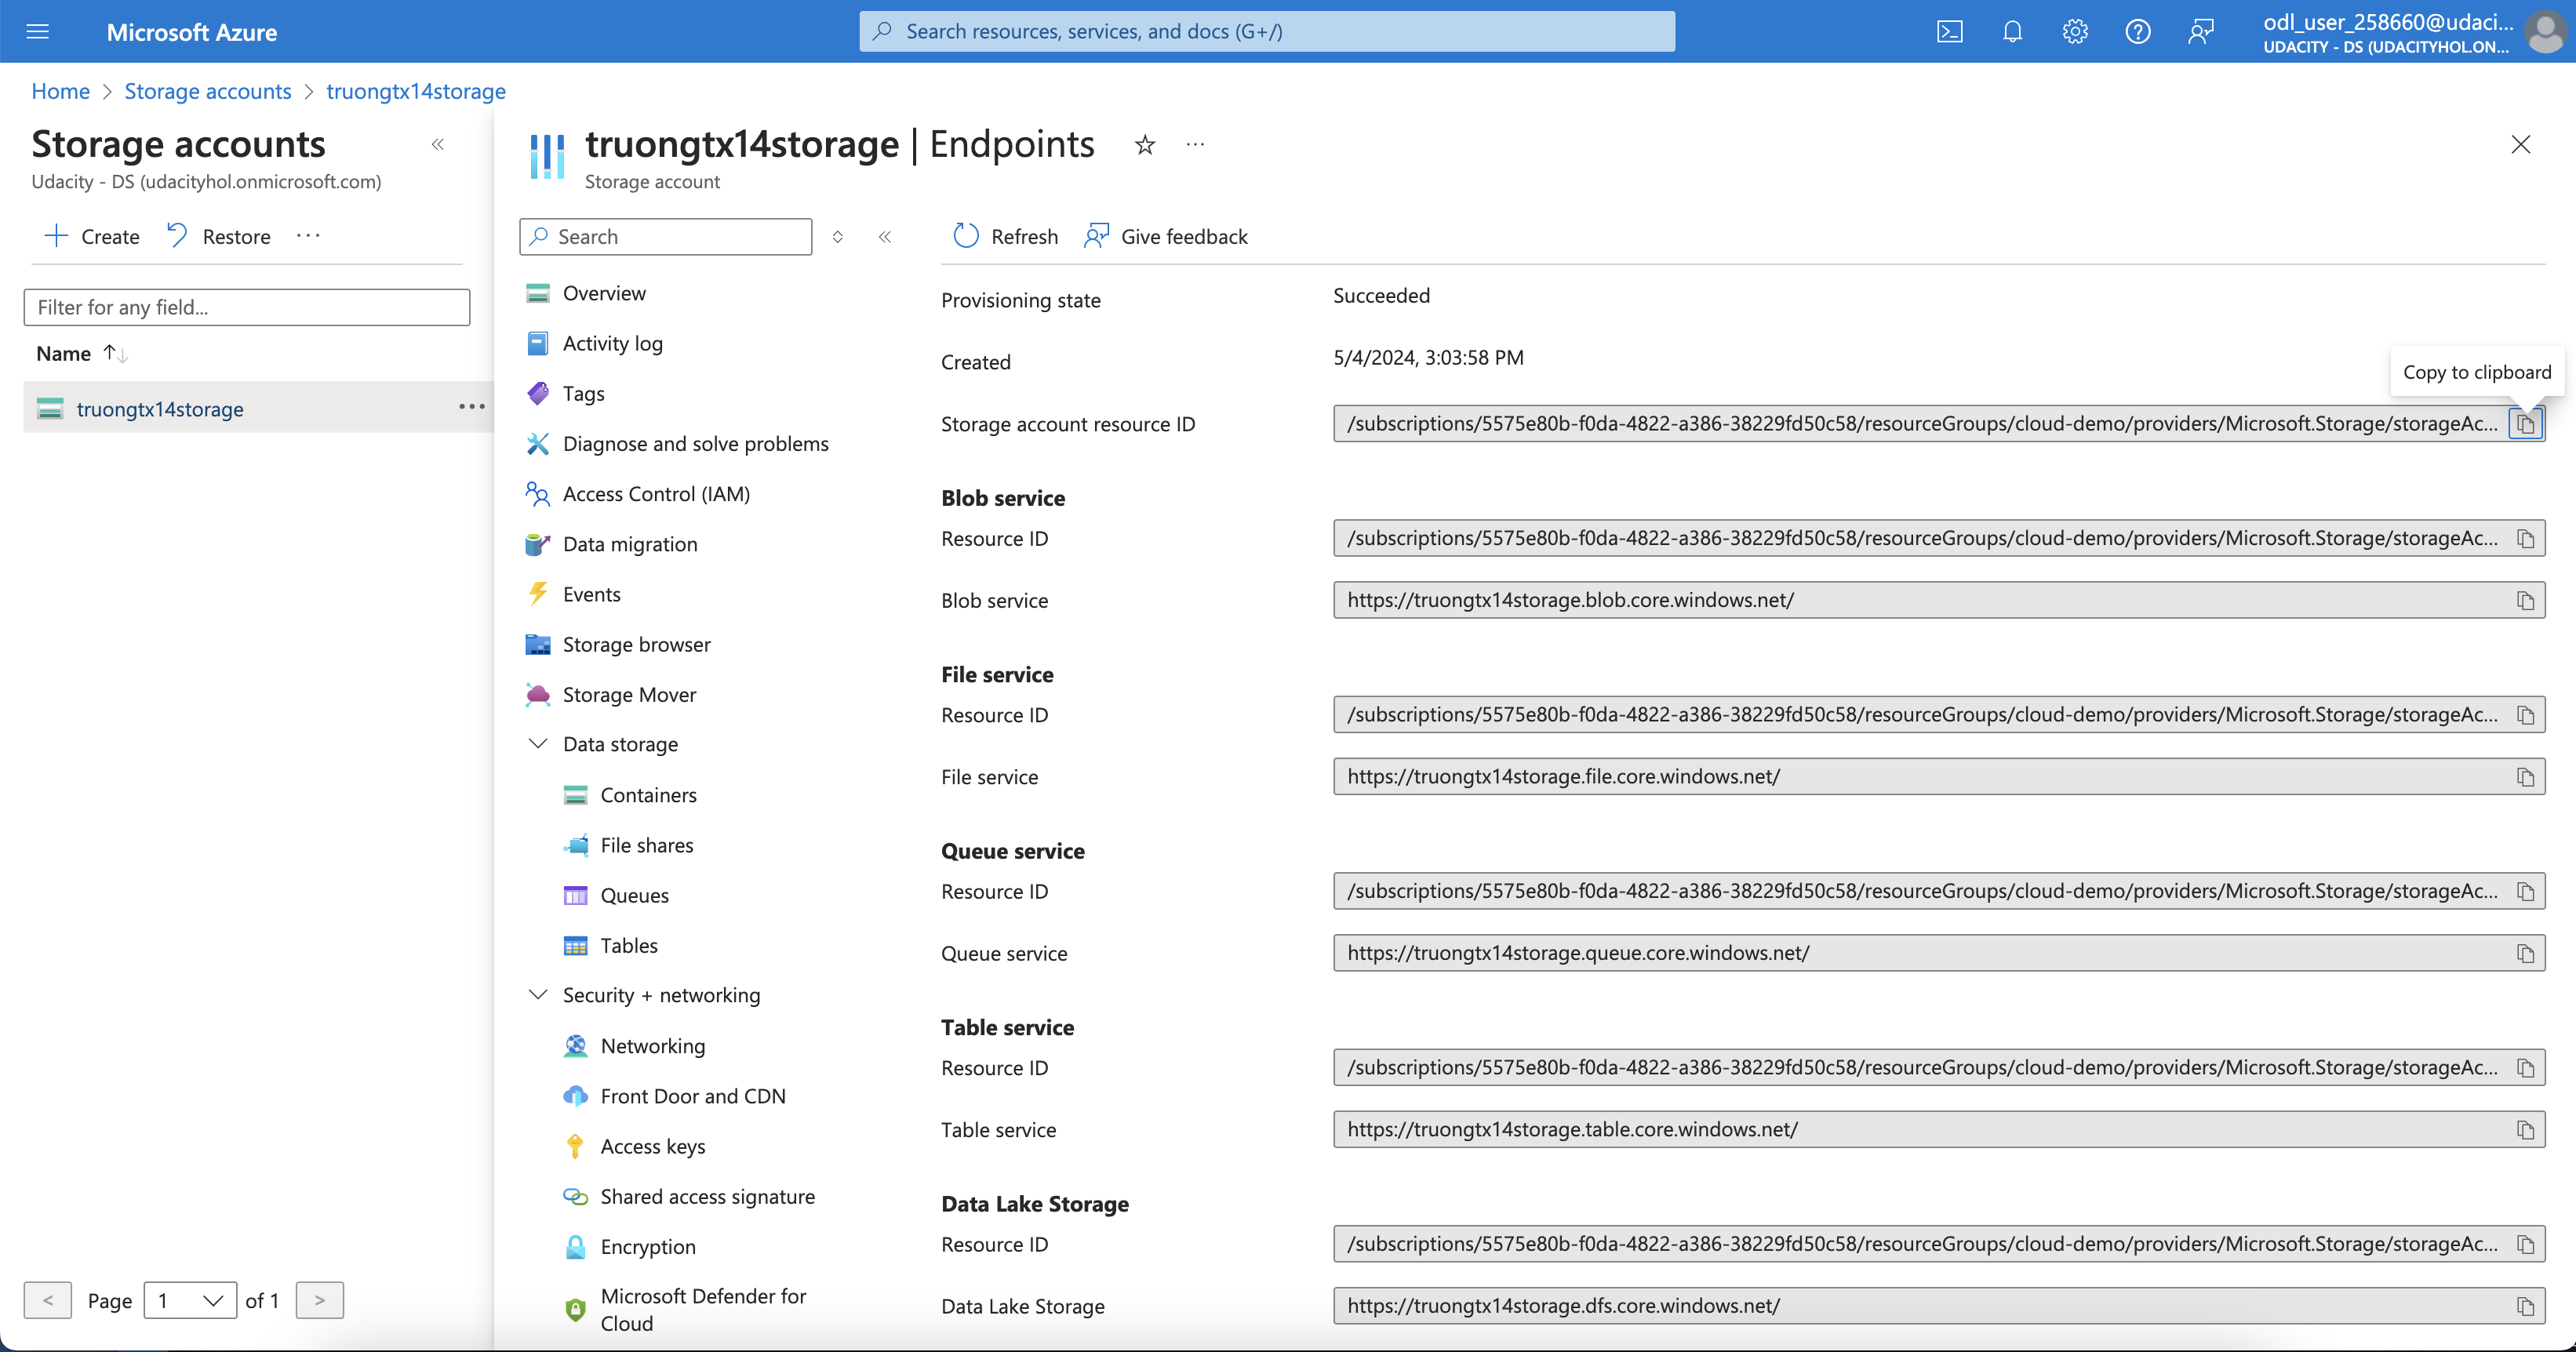 Microsoft Azure
Search resources, services, and docs (G+/)
odl_user_258660@udaci...
UDACITY - DS (UDACITYHOL.ON...
Home > Storage accounts > truongtx14storage
Storage accounts
Udacity - DS (udacityhol.onmicrosoft.com)
Create Restore ...
Filter for any field...
Name
truongtx14storage ...
Page 1 of 1
truongtx14storage | Endpoints ...
Storage account
Search
Overview
Activity log
Tags
Diagnose and solve problems
Access Control (IAM)
Data migration
Events
Storage browser
Storage Mover
Data storage
Containers
File shares
Queues
Tables
Security + networking
Networking
Front Door and CDN
Access keys
Shared access signature
Encryption
Microsoft Defender for
Cloud
Refresh Give feedback
Provisioning state Succeeded
Created 5/4/2024, 3:03:58 PM
Copy to clipboard
Storage account resource ID /subscriptions/5575e80b-f0da-4822-a386-38229fd50c58/resourceGroups/cloud-demo/providers/Microsoft.Storage/storageAc...
Blob service
Resource ID /subscriptions/5575e80b-f0da-4822-a386-38229fd50c58/resourceGroups/cloud-demo/providers/Microsoft.Storage/storageAc...
Blob service https://truongtx14storage.blob.core.windows.net/
File service
Resource ID /subscriptions/5575e80b-f0da-4822-a386-38229fd50c58/resourceGroups/cloud-demo/providers/Microsoft.Storage/storageAc...
File service https://truongtx14storage.file.core.windows.net/
Queue service
Resource ID /subscriptions/5575e80b-f0da-4822-a386-38229fd50c58/resourceGroups/cloud-demo/providers/Microsoft.Storage/storageAc...
Queue service https://truongtx14storage.queue.core.windows.net/
Table service
Resource ID /subscriptions/5575e80b-f0da-4822-a386-38229fd50c58/resourceGroups/cloud-demo/providers/Microsoft.Storage/storageAc...
Table service https://truongtx14storage.table.core.windows.net/
Data Lake Storage
Resource ID /subscriptions/5575e80b-f0da-4822-a386-38229fd50c58/resourceGroups/cloud-demo/providers/Microsoft.Storage/storageAc...
Data Lake Storage https://truongtx14storage.dfs.core.windows.net/